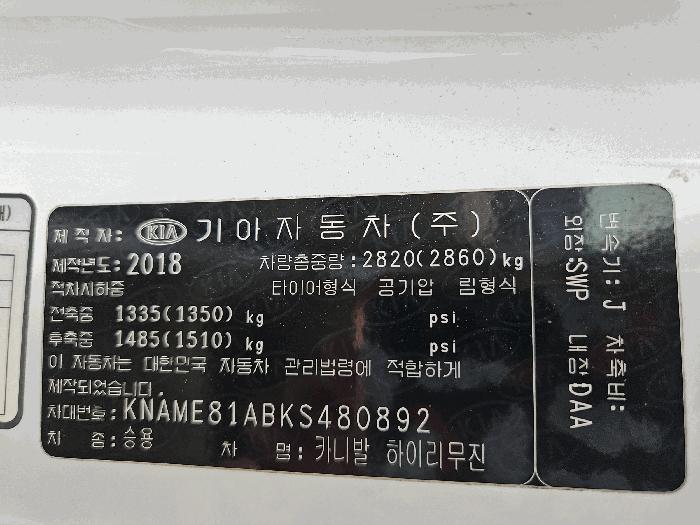 제 작 자: KIA 기아자동차(주)
제작년도: 2018 차량총중량: 2820(2860)kg
적차시하중 타이어형식 공기압 림형식
전축중 1335(1350) kg psi
후축중 1485(1510) kg psi
이 자동차는 대한민국 자동차 관리법령에 적합하게
제작되었습니다.
차대번호: KNAME81ABKS480892
차 종: 승용 차 명: 카니발 하이리무진
변속기: J 차축비:
외장: SWP 내장 DAA